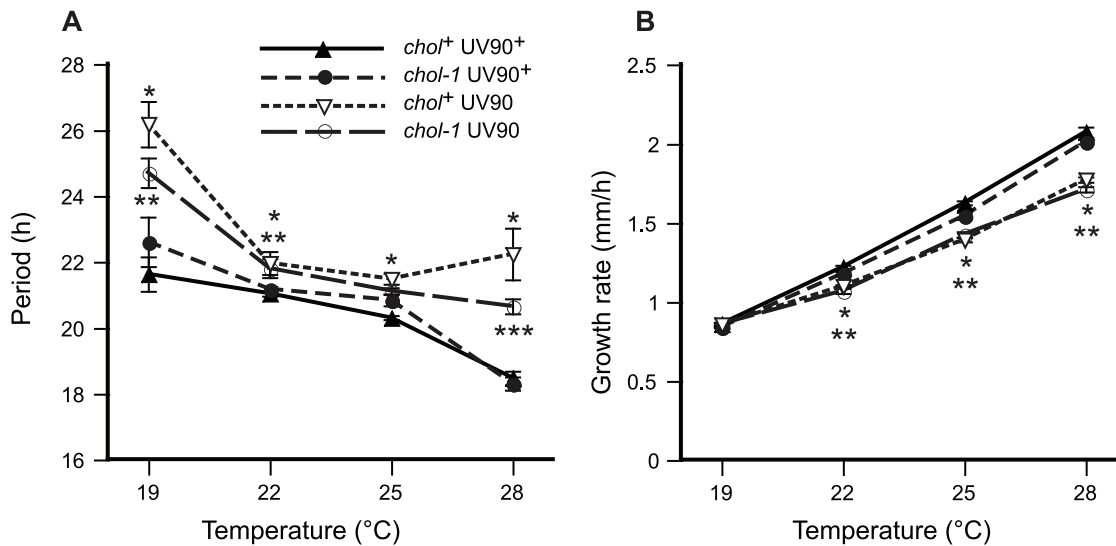 A
chol+ UV90+
chol-1 UV90+
chol+ UV90
chol-1 UV90
28
26
24
22
20
18
16
Period (h)
*
**
*
**
*
*
***
19 22 25 28
Temperature (°C)
B
2.5
2
1.5
1
0.5
0
Growth rate (mm/h)
*
**
*
**
*
**
19 22 25 28
Temperature (°C)